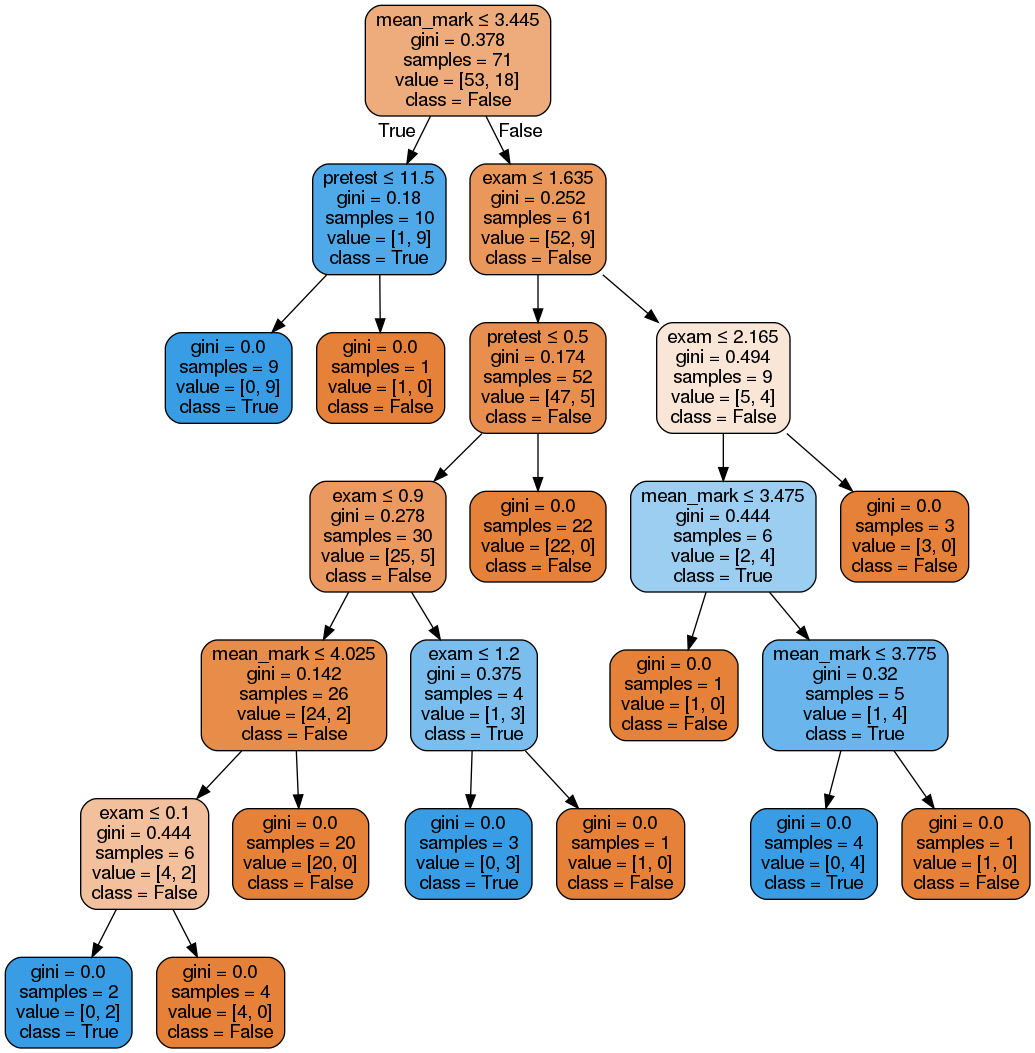 mean_mark ≤ 3.445
gini = 0.378
samples = 71
value = [53, 18]
class = False
True
False
pretest ≤ 11.5
gini = 0.18
samples = 10
value = [1, 9]
class = True
exam ≤ 1.635
gini = 0.252
samples = 61
value = [52, 9]
class = False
gini = 0.0
samples = 9
value = [0, 9]
class = True
gini = 0.0
samples = 1
value = [1, 0]
class = False
pretest ≤ 0.5
gini = 0.174
samples = 52
value = [47, 5]
class = False
exam ≤ 2.165
gini = 0.494
samples = 9
value = [5, 4]
class = False
exam ≤ 0.9
gini = 0.278
samples = 30
value = [25, 5]
class = False
gini = 0.0
samples = 22
value = [22, 0]
class = False
mean_mark ≤ 3.475
gini = 0.444
samples = 6
value = [2, 4]
class = True
gini = 0.0
samples = 3
value = [3, 0]
class = False
mean_mark ≤ 4.025
gini = 0.142
samples = 26
value = [24, 2]
class = False
exam ≤ 1.2
gini = 0.375
samples = 4
value = [1, 3]
class = True
gini = 0.0
samples = 1
value = [1, 0]
class = False
mean_mark ≤ 3.775
gini = 0.32
samples = 5
value = [1, 4]
class = True
exam ≤ 0.1
gini = 0.444
samples = 6
value = [4, 2]
class = False
gini = 0.0
samples = 20
value = [20, 0]
class = False
gini = 0.0
samples = 3
value = [0, 3]
class = True
gini = 0.0
samples = 1
value = [1, 0]
class = False
gini = 0.0
samples = 4
value = [0, 4]
class = True
gini = 0.0
samples = 1
value = [1, 0]
class = False
gini = 0.0
samples = 2
value = [0, 2]
class = True
gini = 0.0
samples = 4
value = [4, 0]
class = False